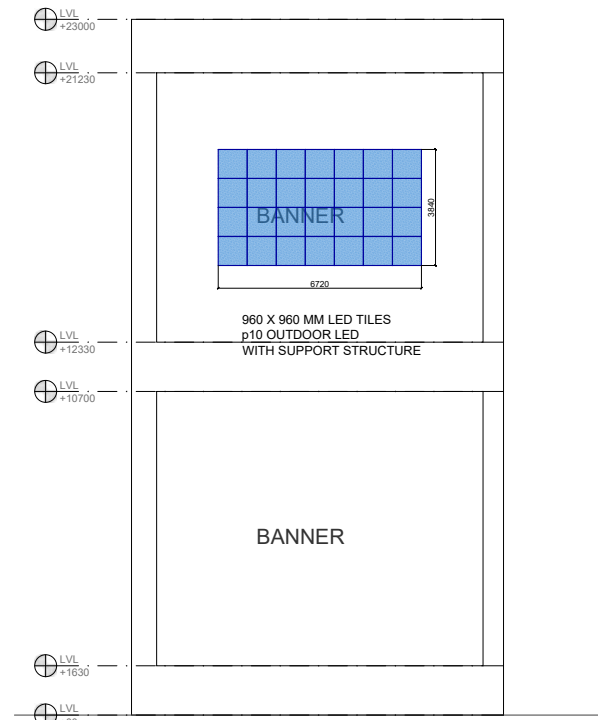 LVL
+23000
LVL
+21230
BANNER
3840
6720
960 X 960 MM LED TILES
p10 OUTDOOR LED
WITH SUPPORT STRUCTURE
LVL
+12330
LVL
+10700
BANNER
LVL
+1630
LVL